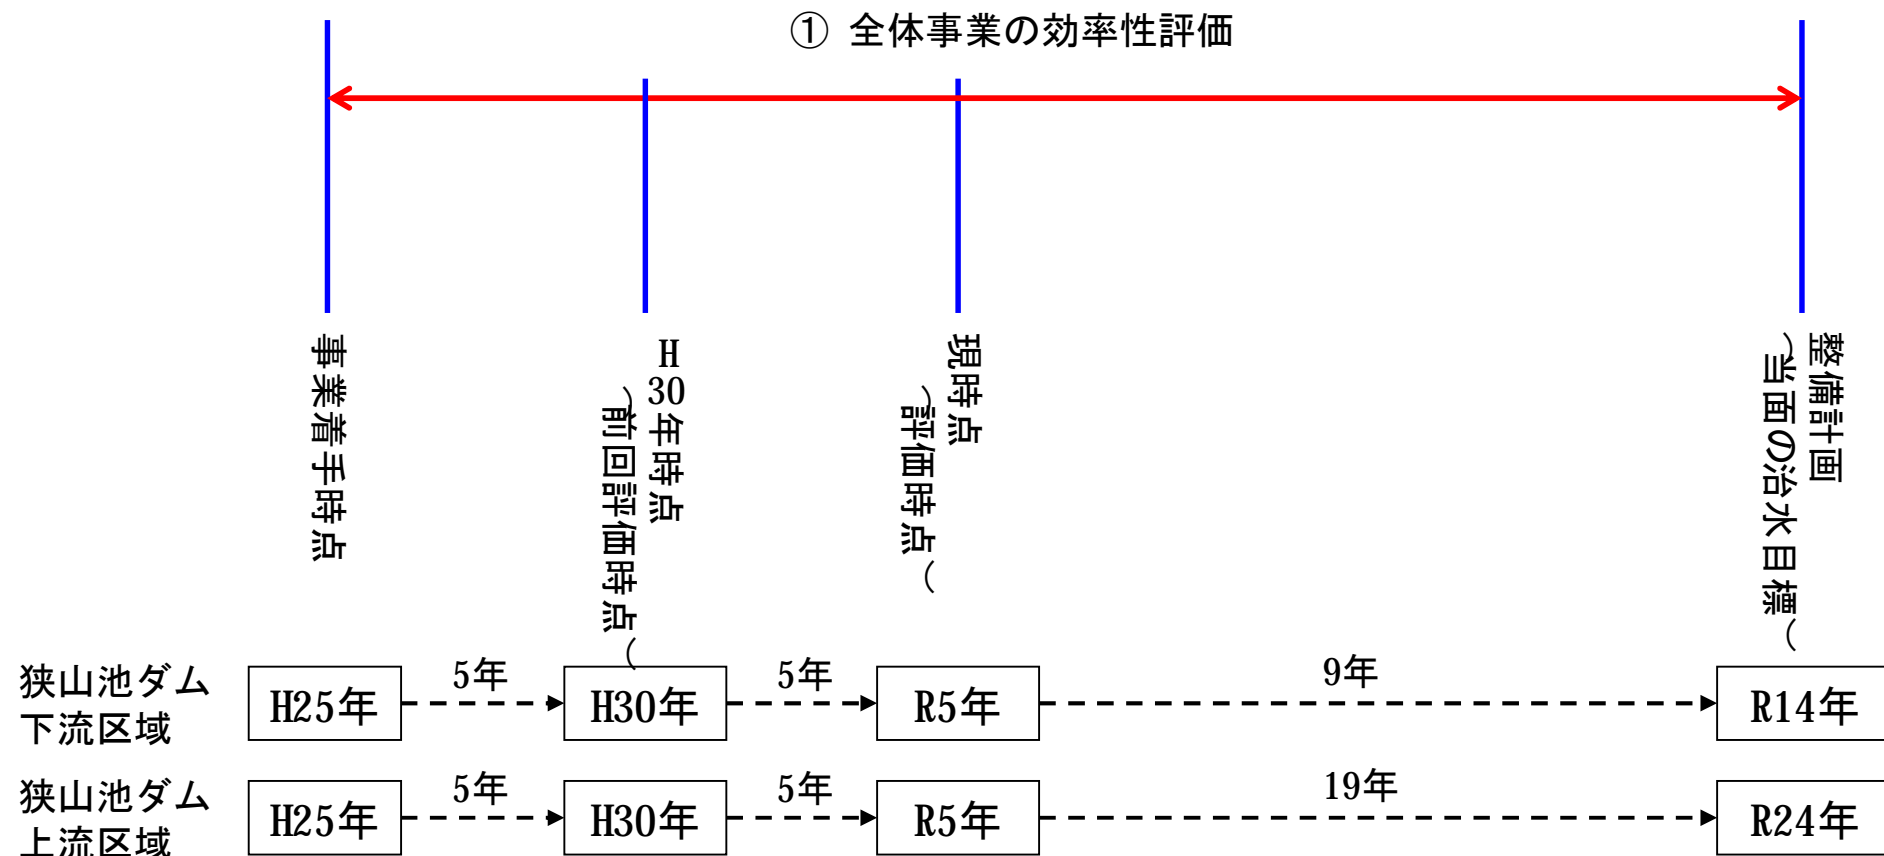 ① 全体事業の効率性評価
事業着手時点
H30年時点
（前回評価時点）
現時点
（評価時点）
整備計画
（当面の治水目標）
狭山池ダム
下流区域
H25年
5年
H30年
5年
R5年
9年
R14年
狭山池ダム
上流区域
H25年
5年
H30年
5年
R5年
19年
R24年